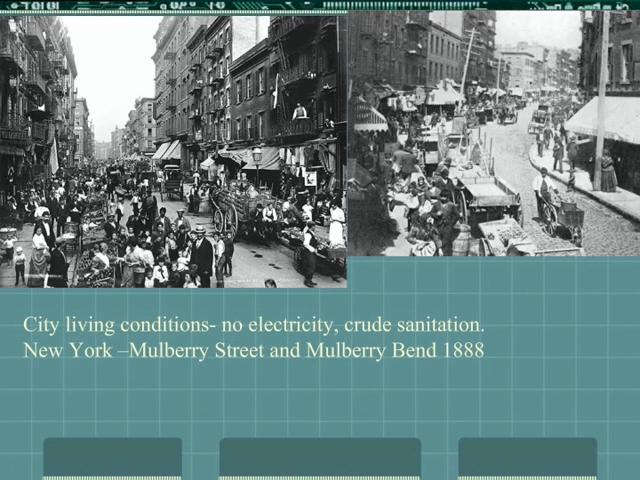 City living conditions- no electricity, crude sanitation.
New York –Mulberry Street and Mulberry Bend 1888